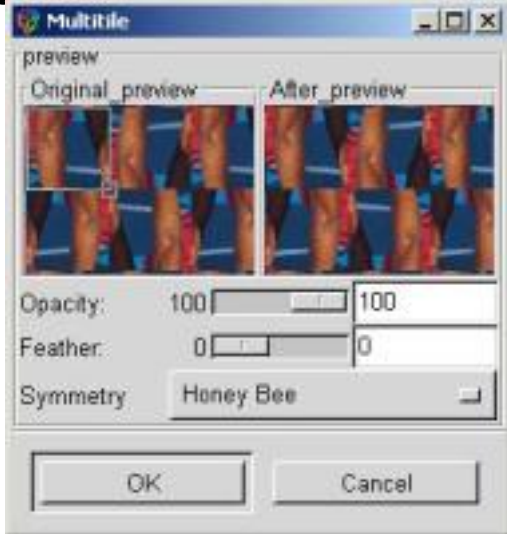 Multitile
preview
Original_preview After_preview
Opacity: 100 100
Feather: 0 0
Symmetry Honey Bee
OK Cancel